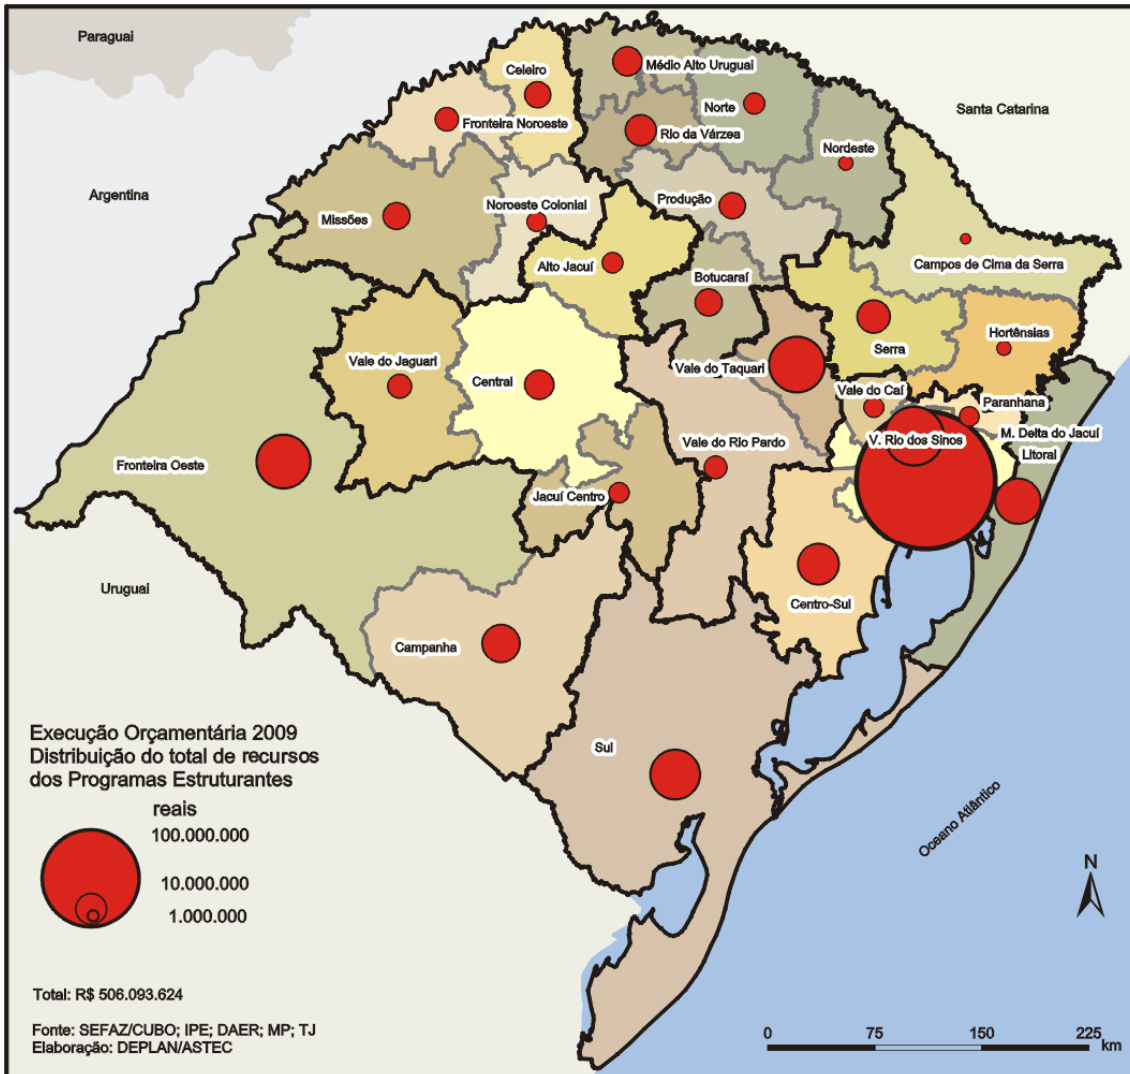 Paraguai
Celeiro
Médio Alto Uruguai
Norte
Santa Catarina
Fronteira Noroeste
Rio da Várzea
Nordeste
Argentina
Missões
Noroeste Colonial
Produção
Alto Jacuí
Botucaraí
Campos de Cima da Serra
Hortênsias
Serra
Vale do Jaguari
Central
Vale do Taquari
Vale do Caí
Paranhana
M. Delta do Jacuí
V. Rio dos Sinos
Vale do Rio Pardo
Litoral
Fronteira Oeste
Jacuí Centro
Uruguai
Centro-Sul
Campanha
Sul
Oceano Atlântico
Execução Orçamentária 2009
Distribuição do total de recursos
dos Programas Estruturantes
reais
100.000.000
10.000.000
1.000.000
N
Total: R$ 506.093.624
Fonte: SEFAZ/CUBO; IPE; DAER; MP; TJ
Elaboração: DEPLAN/ASTEC
0 75 150 225
km